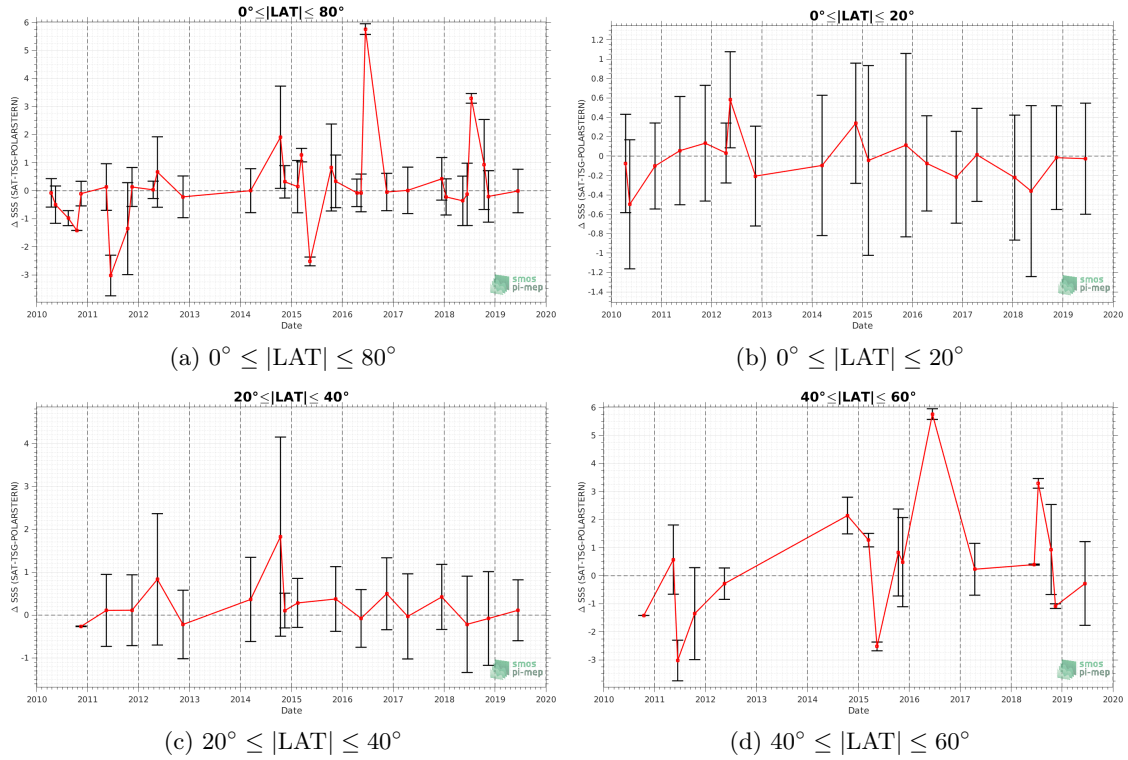 0°≤|LAT|≤ 80°
Δ SSS (SAT-TSG-POLARSTERN)
6
5
4
3
2
1
0
-1
-2
-3
2010 2011 2012 2013 2014 2015 2016 2017 2018 2019 2020
Date
smos
pi-mep
(a) 0° ≤ |LAT| ≤ 80°
0°≤|LAT|≤ 20°
Δ SSS (SAT-TSG-POLARSTERN)
1.2
1
0.8
0.6
0.4
0.2
0
-0.2
-0.4
-0.6
-0.8
-1
-1.2
-1.4
2010 2011 2012 2013 2014 2015 2016 2017 2018 2019 2020
Date
smos
pi-mep
(b) 0° ≤ |LAT| ≤ 20°
20°≤|LAT|≤ 40°
Δ SSS (SAT-TSG-POLARSTERN)
4
3
2
1
0
-1
2010 2011 2012 2013 2014 2015 2016 2017 2018 2019 2020
Date
smos
pi-mep
(c) 20° ≤ |LAT| ≤ 40°
40°≤|LAT|≤ 60°
Δ SSS (SAT-TSG-POLARSTERN)
6
5
4
3
2
1
0
-1
-2
-3
2010 2011 2012 2013 2014 2015 2016 2017 2018 2019 2020
Date
smos
pi-mep
(d) 40° ≤ |LAT| ≤ 60°